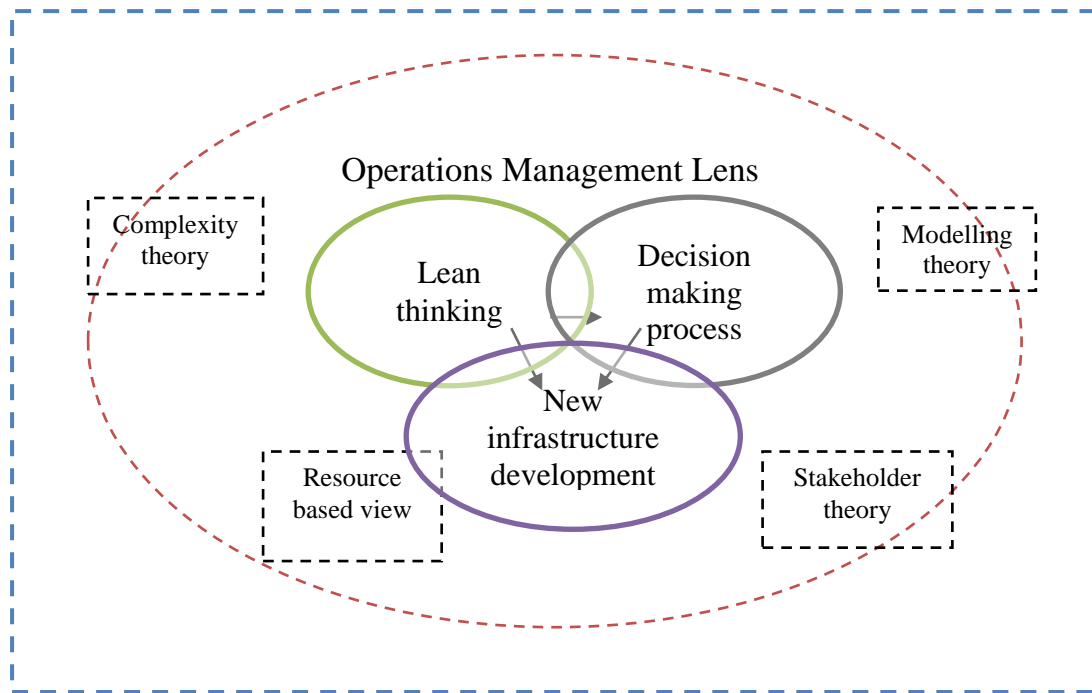 Operations Management Lens
Complexity
theory
Modelling
theory
Lean
thinking
Decision
making
process
New
infrastructure
development
Resource
based view
Stakeholder
theory